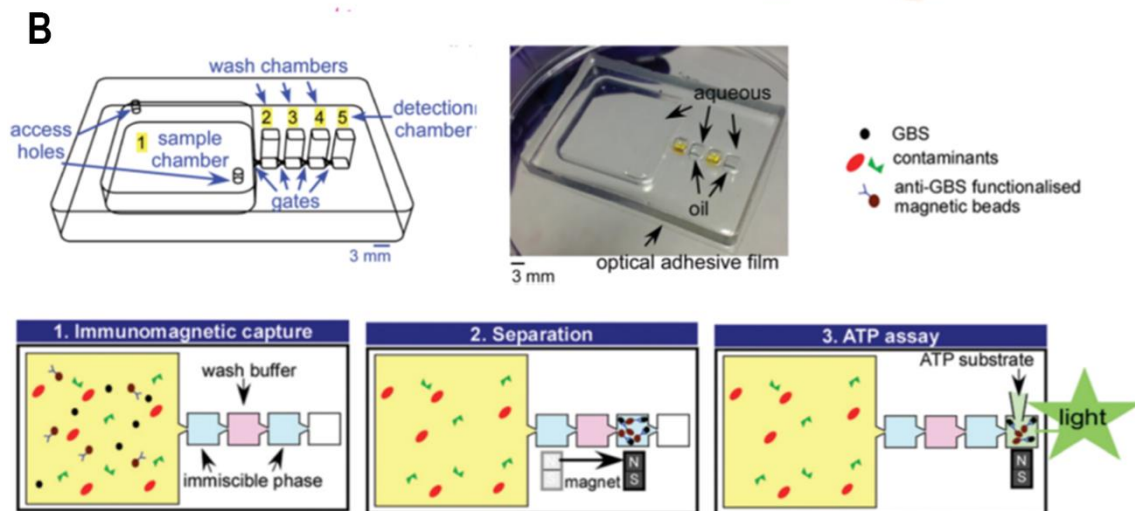 B
wash chambers
2 3 4 5
detection
chamber
access
holes
1 sample
chamber
gates
3 mm
aqueous
oil
optical adhesive film
3 mm
GBS
contaminants
anti-GBS functionalised
magnetic beads
1. Immunomagnetic capture
wash buffer
immiscible phase
2. Separation
N
S
magnet
3. ATP assay
ATP substrate
light
N
S